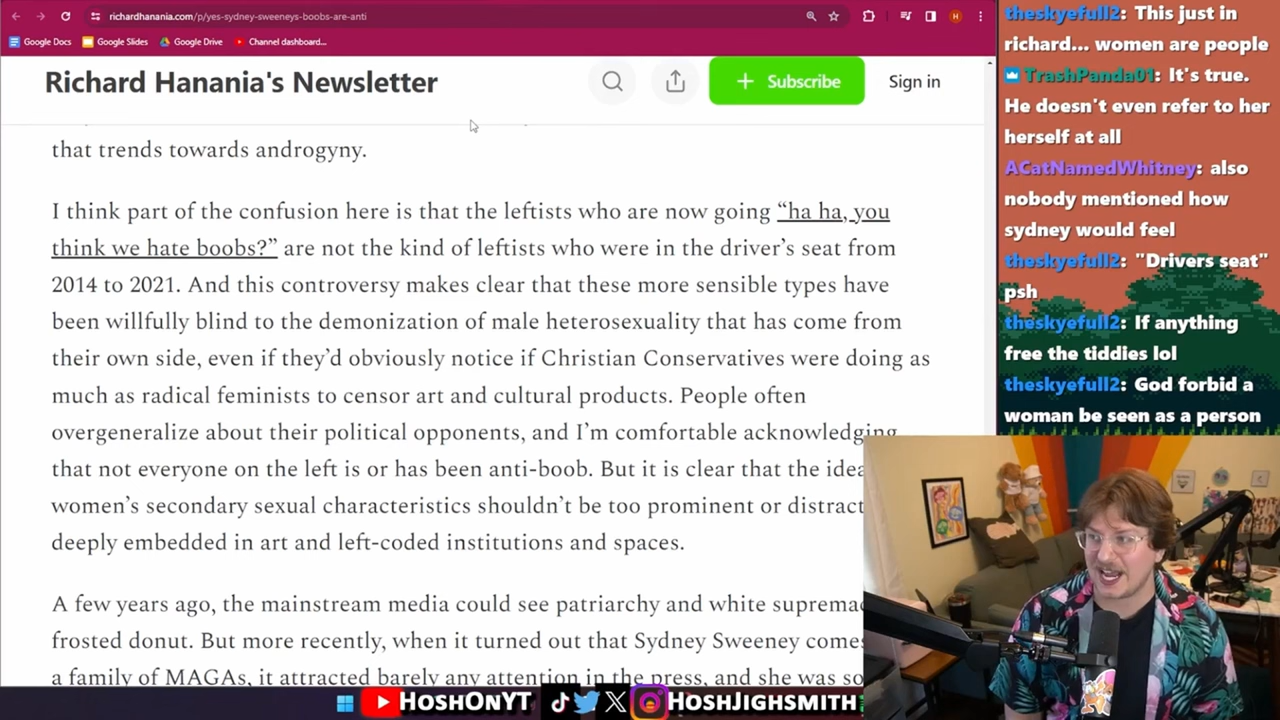 richardhanania.com/p/yes-sydney-sweeneys-boobs-are-anti
Google Docs
Google Slides
Google Drive
Channel dashboard...
H
Richard Hanania's Newsletter
+ Subscribe
Sign in
that trends towards androgyny.
I think part of the confusion here is that the leftists who are now going “ha ha, you
think we hate boobs?” are not the kind of leftists who were in the driver’s seat from
2014 to 2021. And this controversy makes clear that these more sensible types have
been willfully blind to the demonization of male heterosexuality that has come from
their own side, even if they’d obviously notice if Christian Conservatives were doing as
much as radical feminists to censor art and cultural products. People often
overgeneralize about their political opponents, and I’m comfortable acknowledging
that not everyone on the left is or has been anti-boob. But it is clear that the idea
women’s secondary sexual characteristics shouldn’t be too prominent or distract
deeply embedded in art and left-coded institutions and spaces.
A few years ago, the mainstream media could see patriarchy and white suprema
frosted donut. But more recently, when it turned out that Sydney Sweeney comes
a family of MAGAs, it attracted barely any attention in the press, and she was so
theskyefull2: This just in
richard... women are people
TrashPanda01: It's true.
He doesn't even refer to her
herself at all
ACatNamedWhitney: also
nobody mentioned how
sydney would feel
theskyefull2: "Drivers seat"
psh
theskyefull2: If anything
free the tiddies lol
theskyefull2: God forbid a
woman be seen as a person
HoshOnYT
HoshJighsmith